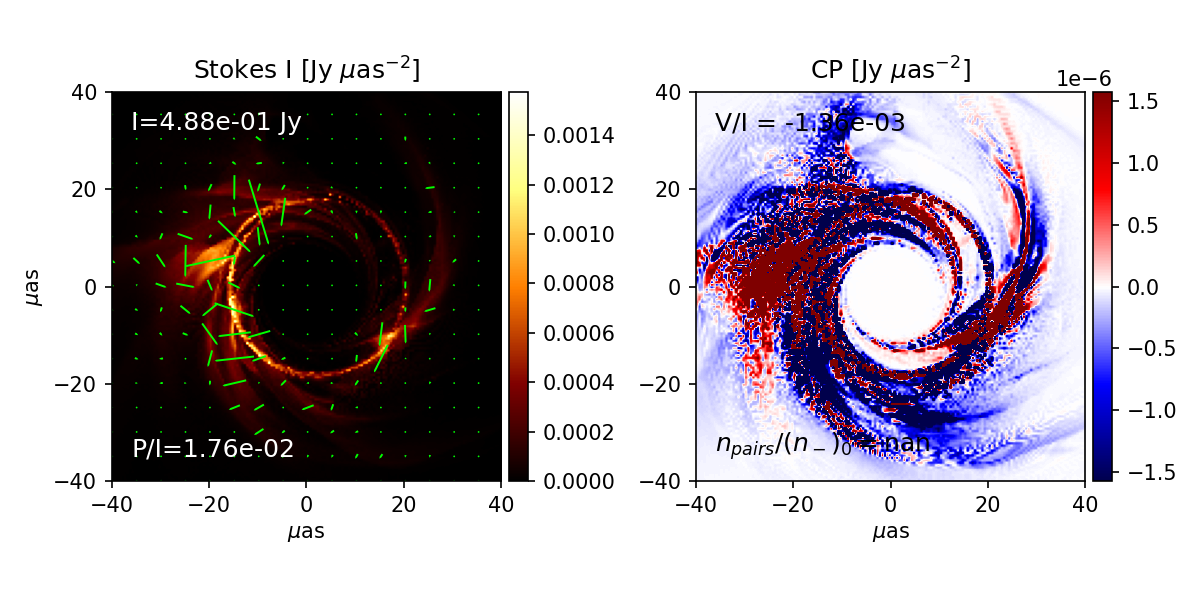 Stokes I [Jy μas⁻²]
I=4.88e-01 Jy
P/I=1.76e-02
40
20
0
−20
−40
μas
−40 −20 0 20 40
μas
0.0014
0.0012
0.0010
0.0008
0.0006
0.0004
0.0002
0.0000
CP [Jy μas⁻²]
V/I = -1.36e-03
n_pairs/(n_−)_0 = nan
40
20
0
−20
−40
−40 −20 0 20 40
μas
1e−6
1.5
1.0
0.5
0.0
−0.5
−1.0
−1.5